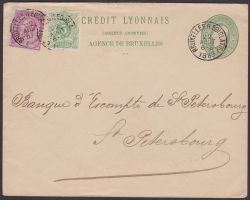 CRÉDIT LYONNAIS
(SOCIÉTÉ ANONYME)
AGENCE DE BRUXELLES
Banque d'Escompte de St Petersbourg
St Petersbourg